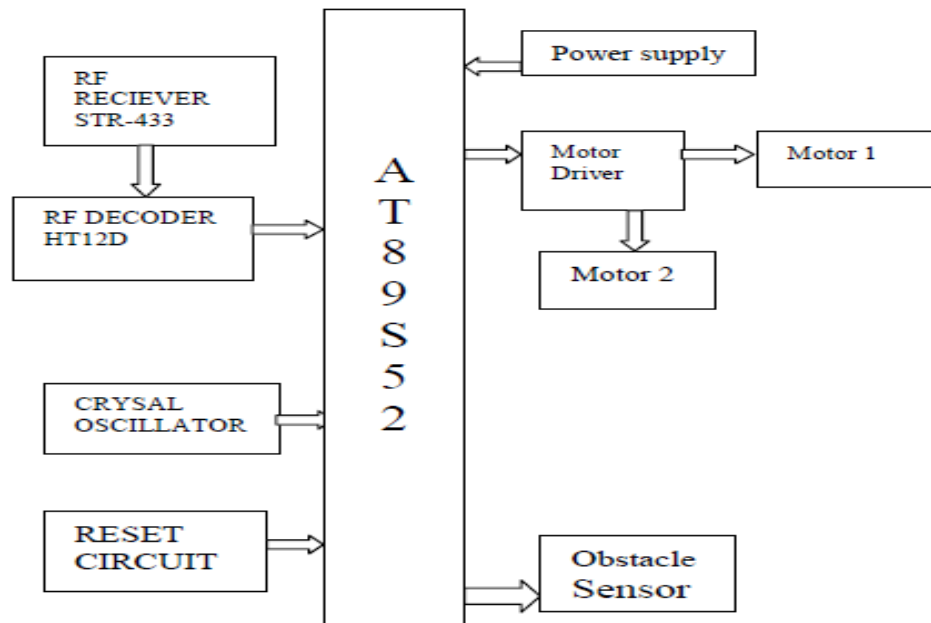 RF
RECIEVER
STR-433
RF DECODER
HT12D
CRYSAL
OSCILLATOR
RESET
CIRCUIT
A
T
8
9
S
5
2
Power supply
Motor
Driver
Motor 1
Motor 2
Obstacle
Sensor